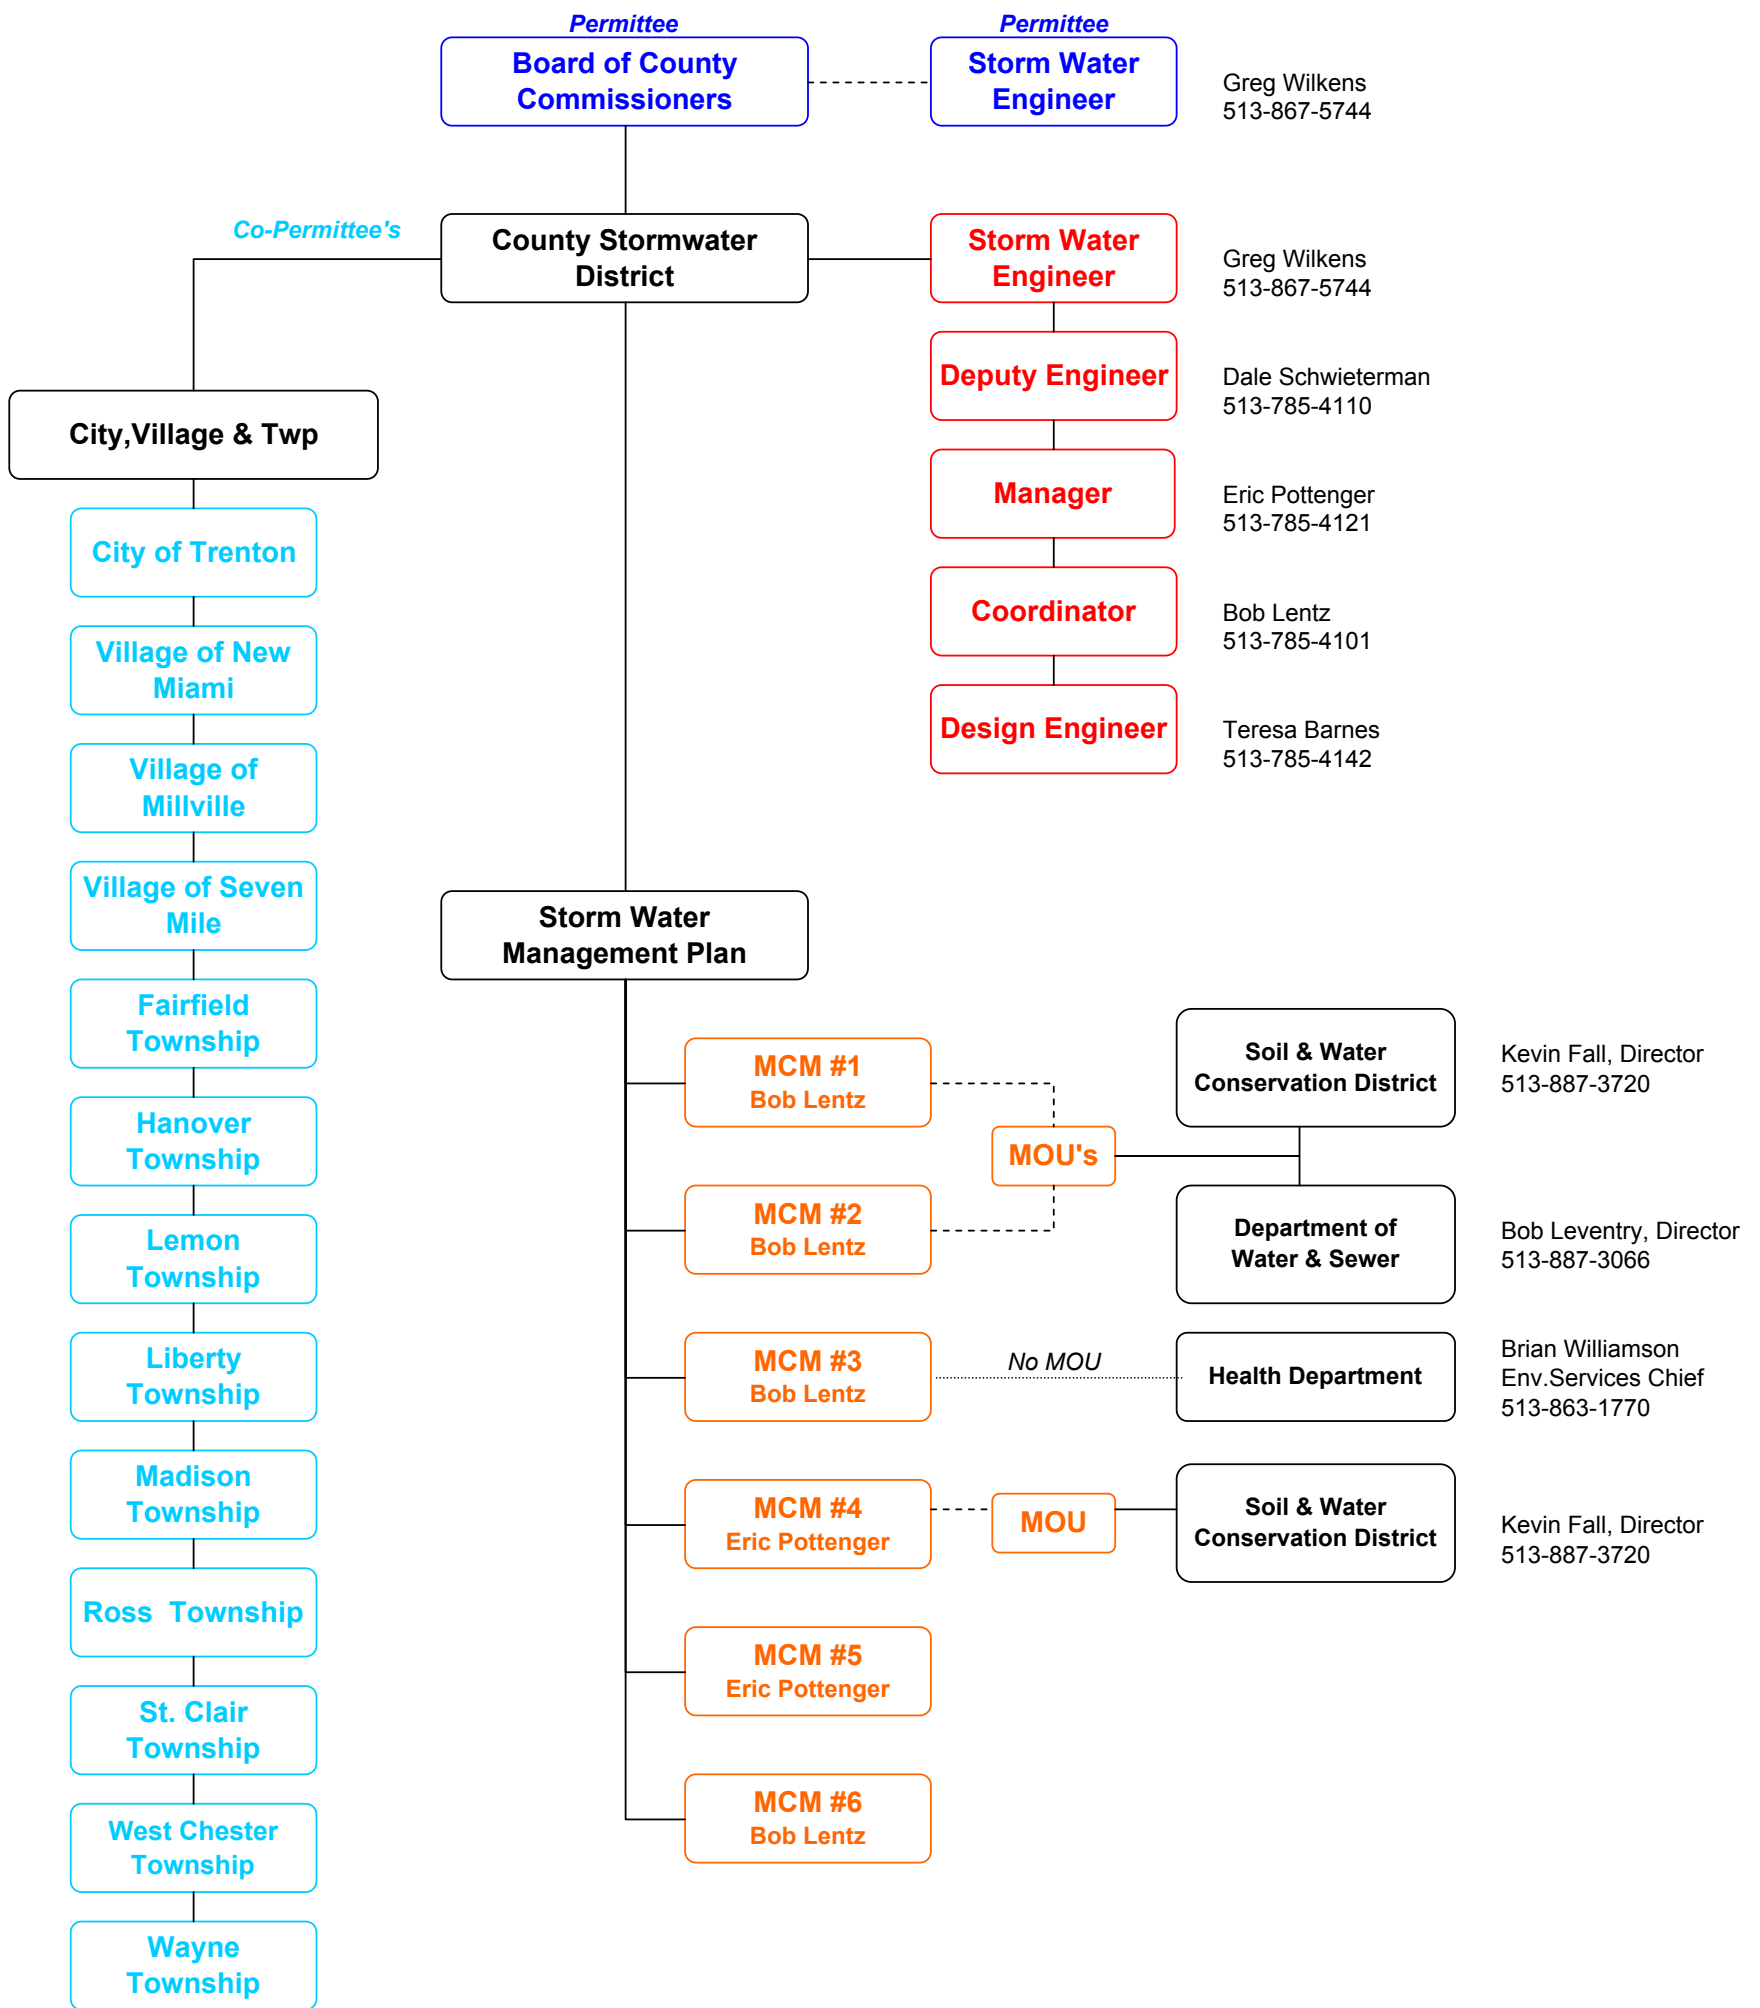 Permittee
Board of County
Commissioners
Permittee
Storm Water
Engineer
Greg Wilkens
513-867-5744
Co-Permittee's
County Stormwater
District
Storm Water
Engineer
Greg Wilkens
513-867-5744
Deputy Engineer
Dale Schwieterman
513-785-4110
Manager
Eric Pottenger
513-785-4121
Coordinator
Bob Lentz
513-785-4101
Design Engineer
Teresa Barnes
513-785-4142
City,Village & Twp
City of Trenton
Village of New
Miami
Village of
Millville
Village of Seven
Mile
Fairfield
Township
Hanover
Township
Lemon
Township
Liberty
Township
Madison
Township
Ross  Township
St. Clair
Township
West Chester
Township
Wayne
Township
Storm Water
Management Plan
MCM #1
Bob Lentz
MCM #2
Bob Lentz
MOU's
Soil & Water
Conservation District
Kevin Fall, Director
513-887-3720
Department of
Water & Sewer
Bob Leventry, Director
513-887-3066
MCM #3
Bob Lentz
No MOU
Health Department
Brian Williamson
Env.Services Chief
513-863-1770
MCM #4
Eric Pottenger
MOU
Soil & Water
Conservation District
Kevin Fall, Director
513-887-3720
MCM #5
Eric Pottenger
MCM #6
Bob Lentz